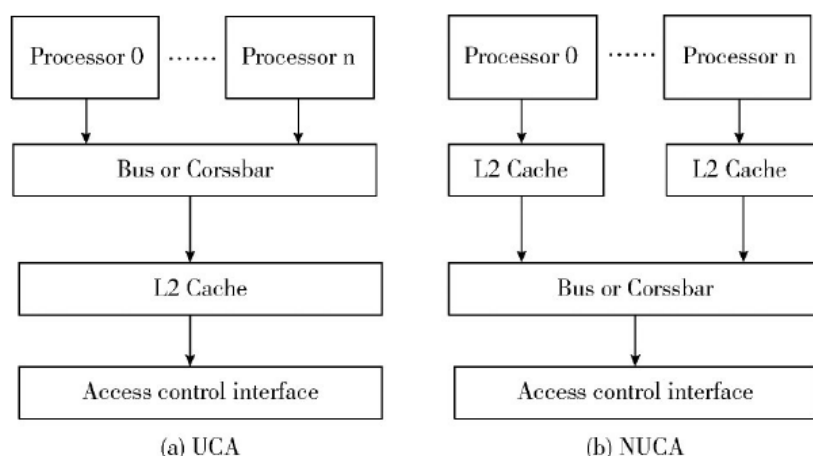 Processor 0 ...... Processor n
Bus or Corssbar
L2 Cache
Access control interface
(a) UCA
Processor 0 ...... Processor n
L2 Cache L2 Cache
Bus or Corssbar
Access control interface
(b) NUCA